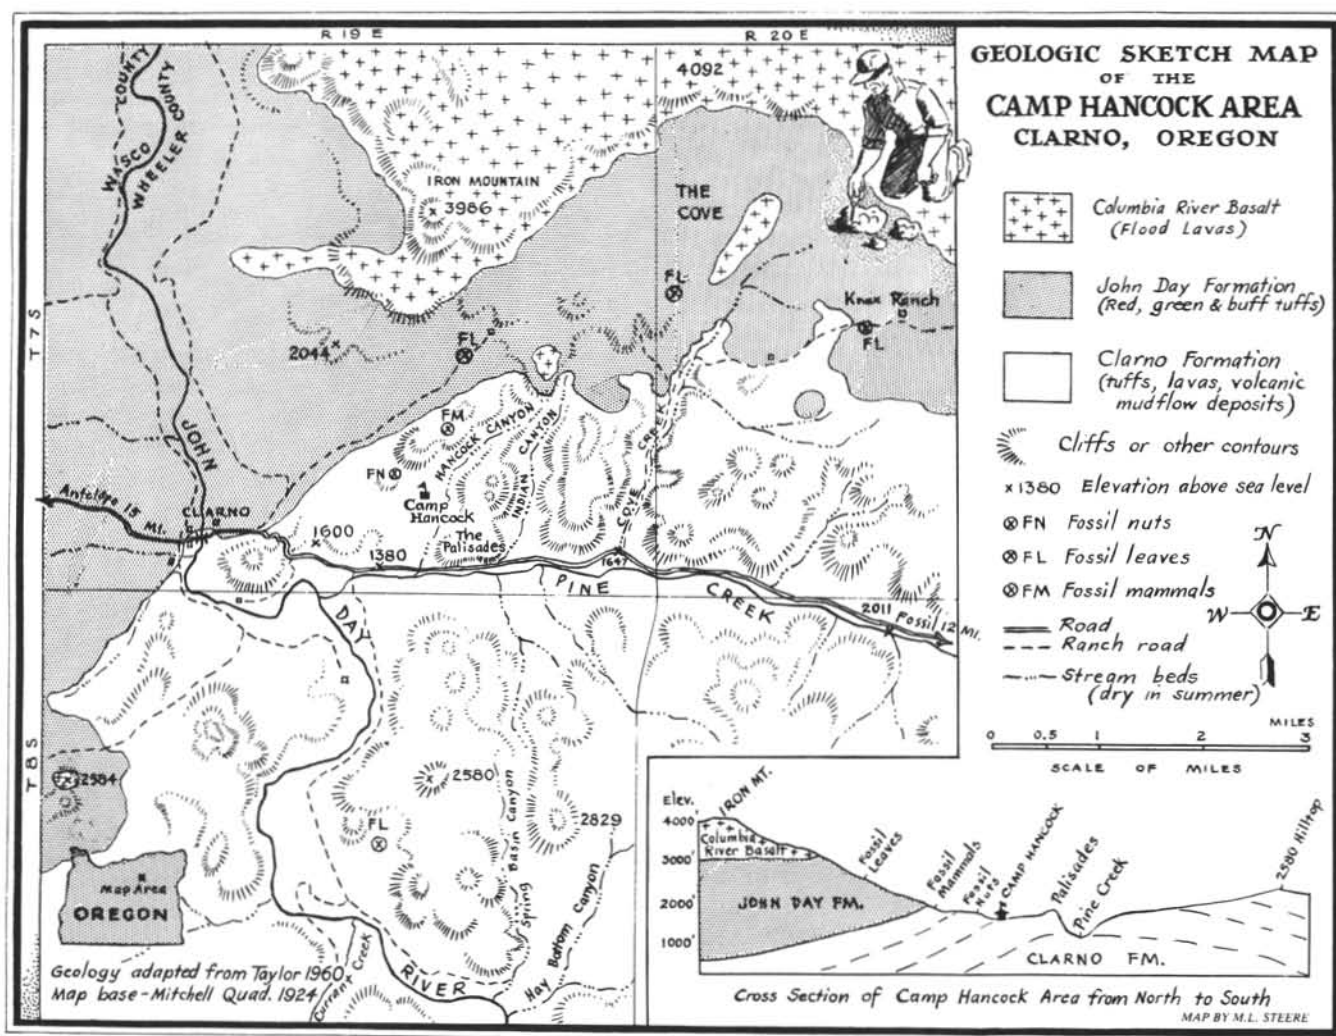 R 19 E
R 20 E
GEOLOGIC SKETCH MAP
OF THE
CAMP HANCOCK AREA
CLARNO, OREGON
Columbia River Basalt
(Flood Lavas)
John Day Formation
(Red, green & buff tuffs)
Clarno Formation
(tuffs, lavas, volcanic
mudflow deposits)
Cliffs or other contours
x 1380 Elevation above sea level
⊗ FN Fossil nuts
⊗ FL Fossil leaves
⊗ FM Fossil mammals
Road
Ranch road
Stream beds
(dry in summer)
N
W
E
MILES
0 0.5 1 2 3
SCALE OF MILES
WASCO COUNTY
WHEELER COUNTY
T 7 S
T 8 S
4092
IRON MOUNTAIN
x 3986
THE
COVE
FL
Knox Ranch
FL
2044 x
FL
FM
HANCOCK CANYON
INDIAN CANYON
COVE CREEK
FN
Camp
Hancock
The
Palisades
JOHN
DAY
RIVER
Antelope 15 Mi.
CLARNO
1600
1380
1647
PINE CREEK
2011
Fossil 12 Mi.
2584
2580
2829
FL
Spring Basin Canyon
Hay Bottom Canyon
Currant Creek
Map Area
OREGON
Geology adapted from Taylor 1960
Map base - Mitchell Quad. 1924
Elev.
4000'
3000'
2000'
1000'
IRON MT.
Columbia
River Basalt
Fossil
Leaves
JOHN DAY FM.
Fossil
Mammals
Fossil
Nuts
CAMP HANCOCK
Palisades
Pine Creek
2580 Hilltop
CLARNO FM.
Cross Section of Camp Hancock Area from North to South
MAP BY M.L. STEERE